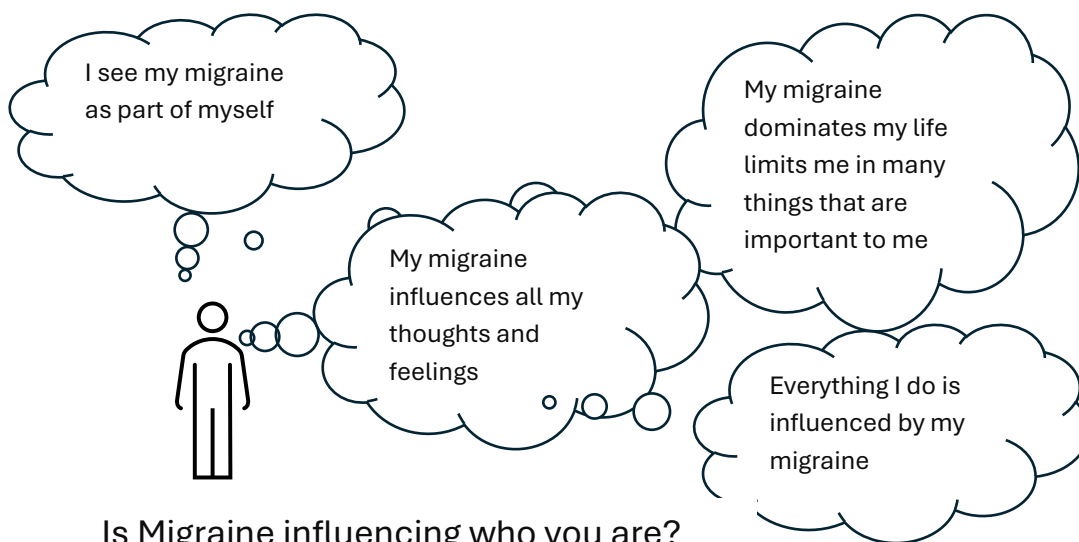 I see my migraine
as part of myself
My migraine
dominates my life
limits me in many
things that are
important to me
My migraine
influences all my
thoughts and
feelings
Everything I do is
influenced by my
migraine
Is Migraine influencing who you are?